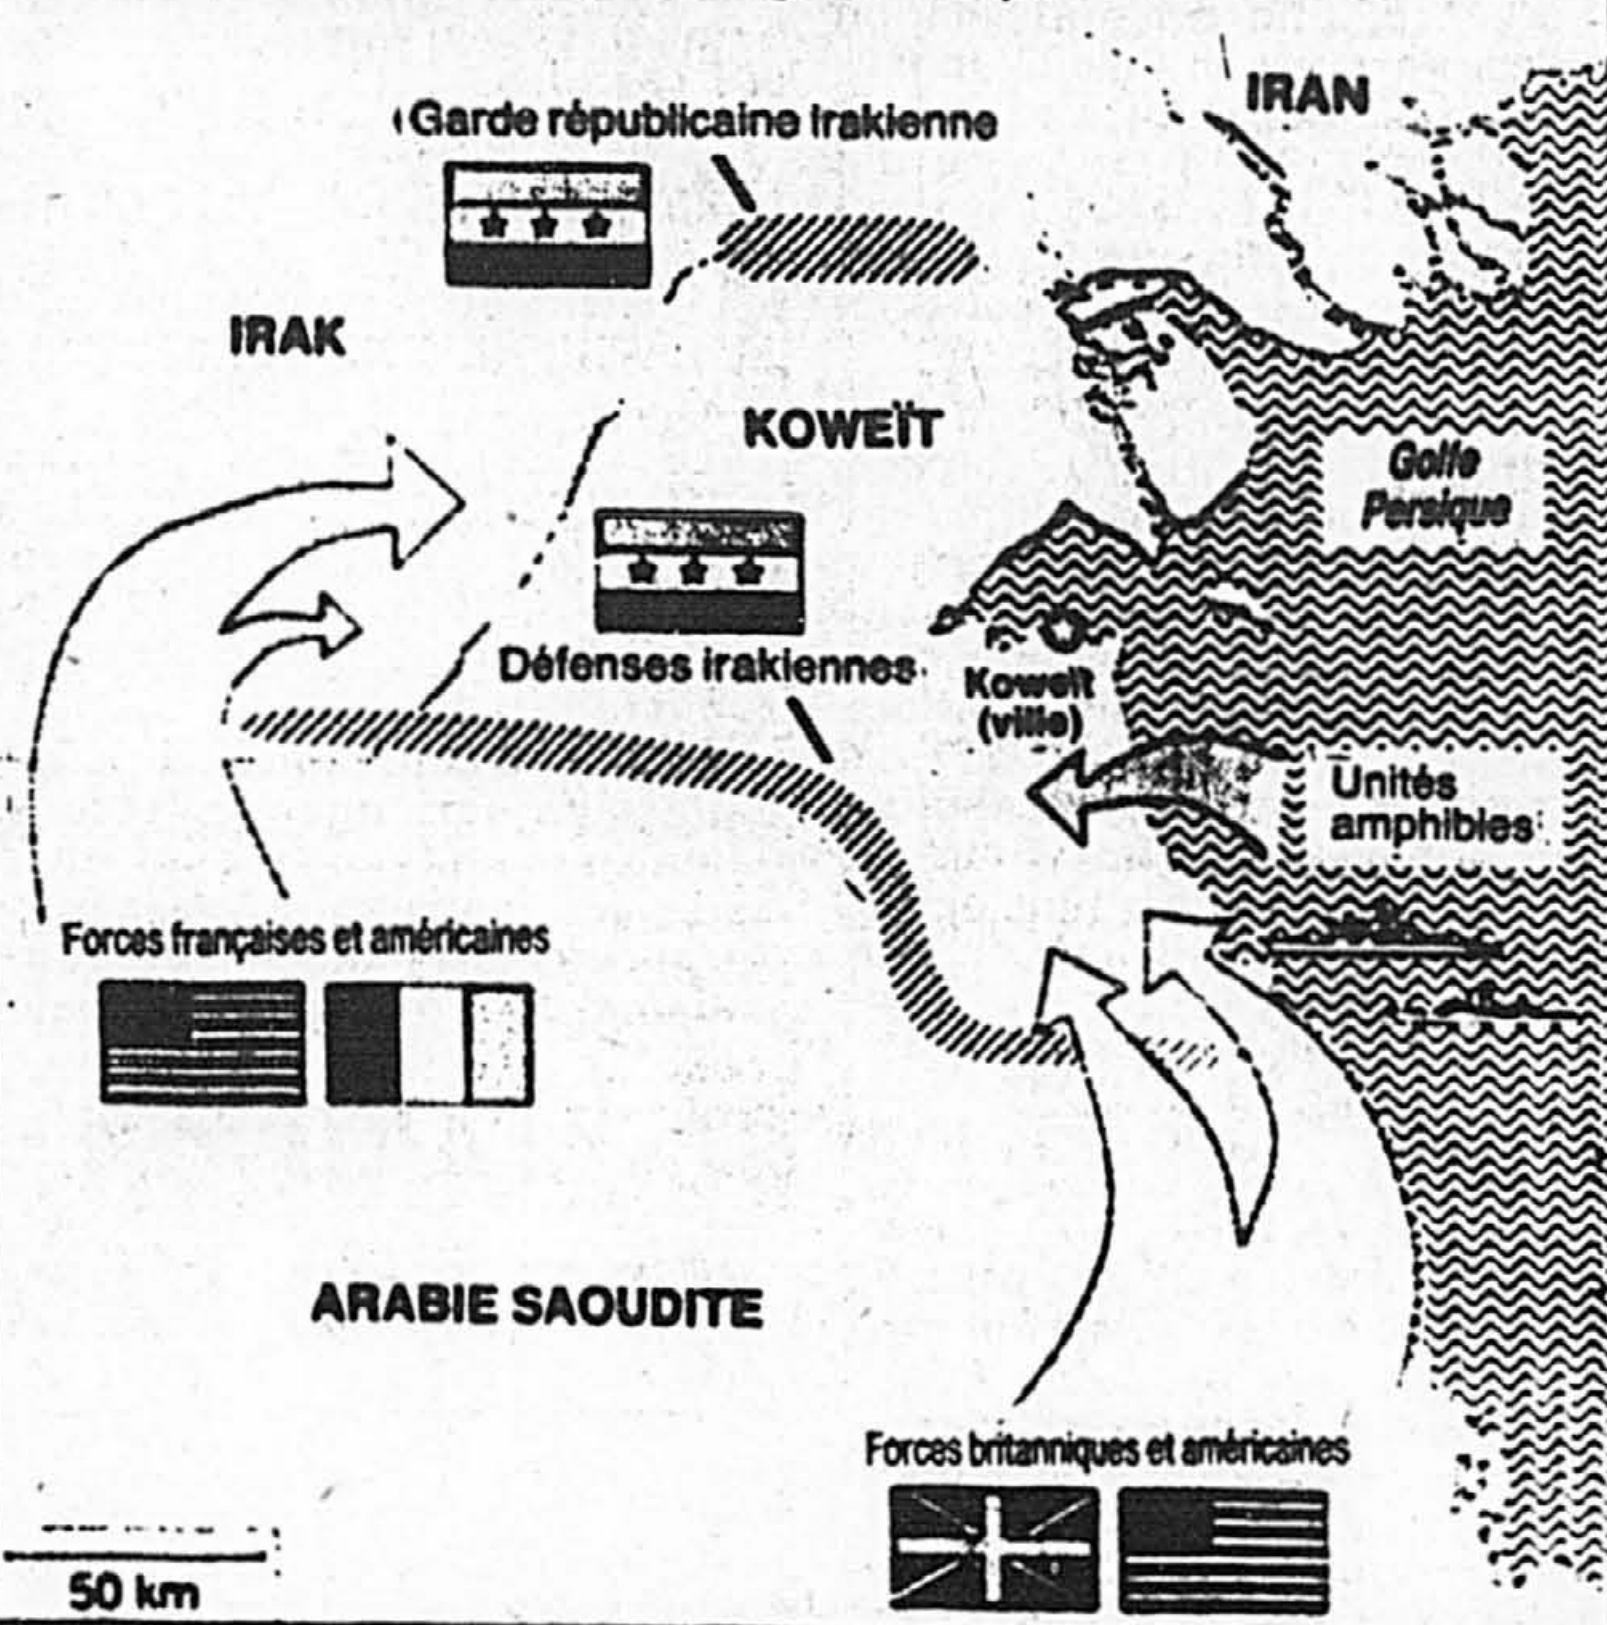 IRAN
Garde républicaine irakienne
IRAK
KOWEÏT
Golfe
Persique
Défenses irakiennes
Koweit
(ville)
Unités
amphibies
Forces françaises et américaines
ARABIE SAOUDITE
Forces britanniques et américaines
50 km